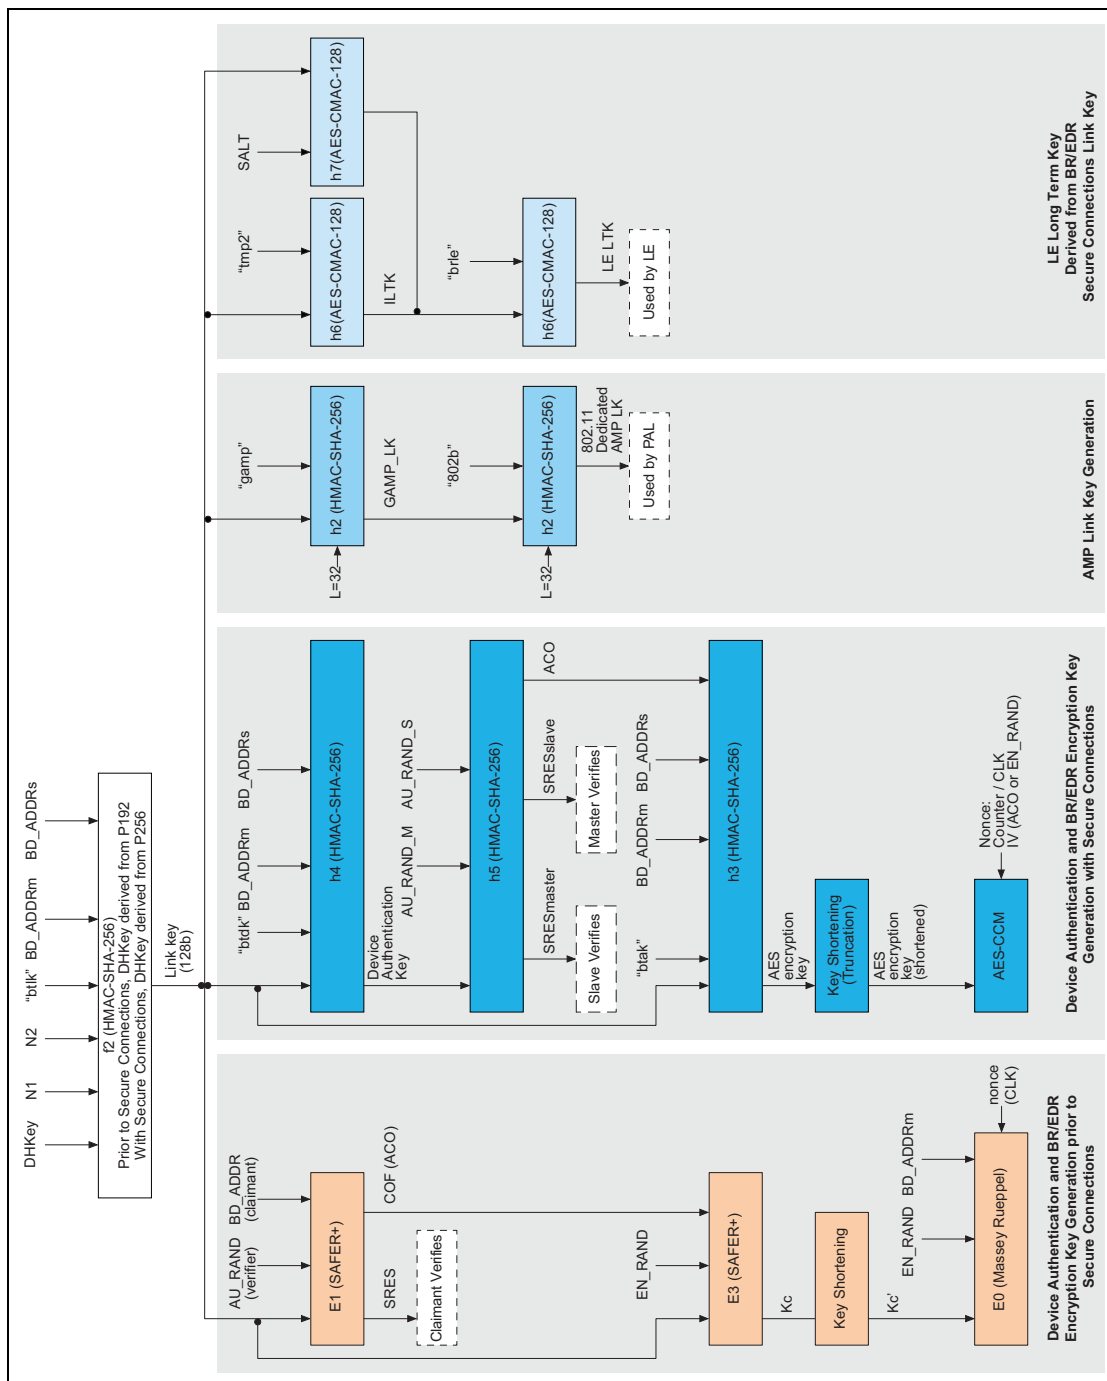 DHKey
N1
N2
“btlk”
BD_ADDRm
BD_ADDRs
f2 (HMAC-SHA-256)
Prior to Secure Connections, DHKey derived from P192
With Secure Connections, DHKey derived from P256
Link key
(128b)
AU_RAND
(verifier)
BD_ADDR
(claimant)
E1 (SAFER+)
SRES
COF (ACO)
Claimant Verifies
EN_RAND
E3 (SAFER+)
Kc
Key Shortening
Kc’
EN_RAND
BD_ADDRm
nonce
(CLK)
E0 (Massey Rueppel)
Device Authentication and BR/EDR
Encryption Key Generation prior to
Secure Connections
“btdk”
BD_ADDRm
BD_ADDRs
h4 (HMAC-SHA-256)
Device
Authentication
Key
AU_RAND_M
AU_RAND_S
h5 (HMAC-SHA-256)
SRESmaster
SRESslave
ACO
Slave Verifies
Master Verifies
“btak”
BD_ADDRm
BD_ADDRs
h3 (HMAC-SHA-256)
AES
encryption
key
Key Shortening
(Truncation)
AES
encryption
key
(shortened)
Nonce:
Counter / CLK
IV (ACO or EN_RAND)
AES-CCM
Device Authentication and BR/EDR Encryption Key
Generation with Secure Connections
“gamp”
L=32
h2 (HMAC-SHA-256)
GAMP_LK
“802b”
L=32
h2 (HMAC-SHA-256)
802.11
Dedicated
AMP LK
Used by PAL
AMP Link Key Generation
“tmp2”
SALT
h6(AES-CMAC-128)
h7(AES-CMAC-128)
ILTK
“brle”
h6(AES-CMAC-128)
LE LTK
Used by LE
LE Long Term Key
Derived from BR/EDR
Secure Connections Link Key